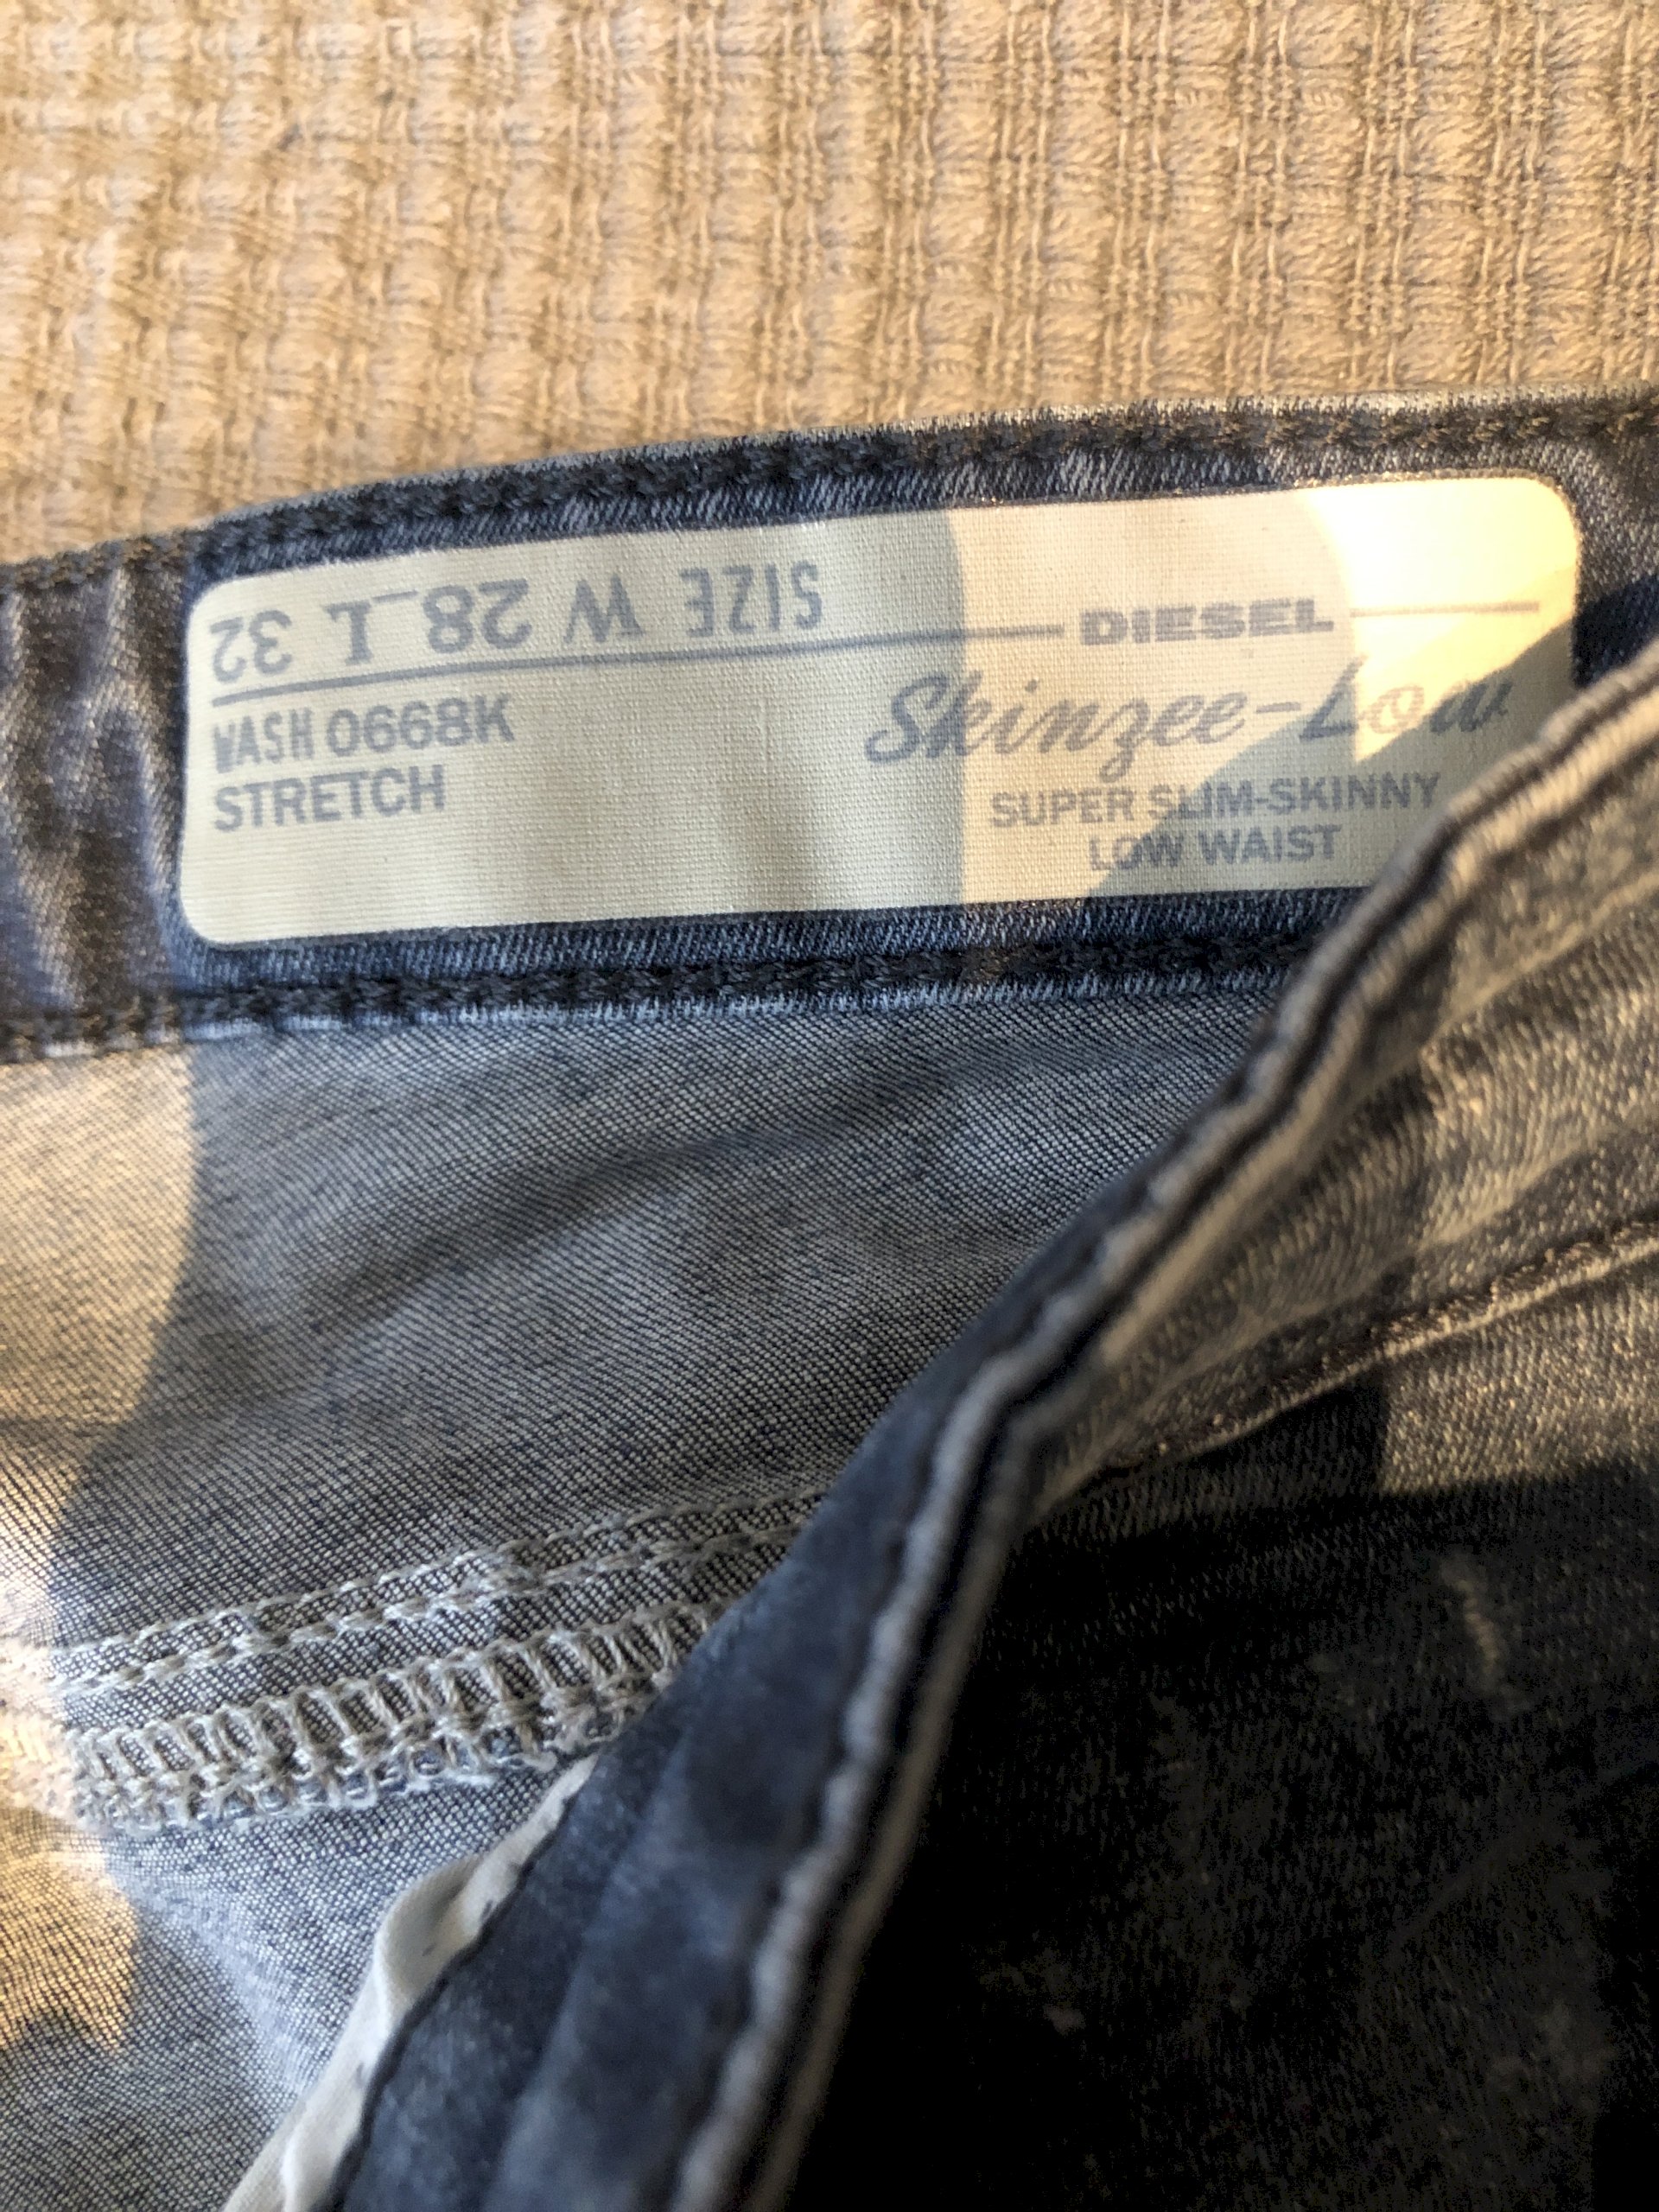 SIZE W 28_L 32
DIESEL
WASH 0668K
STRETCH
Skinzee-Low
SUPER SLIM-SKINNY
LOW WAIST